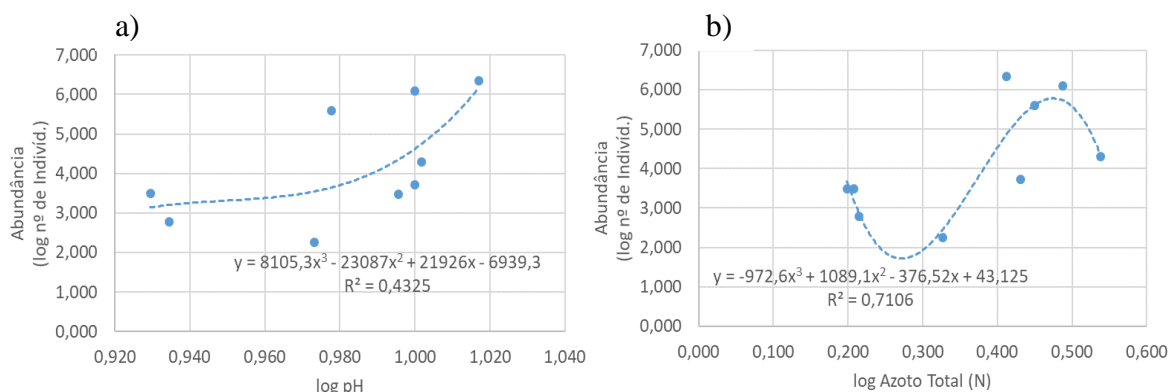 a)
7,000
6,000
5,000
4,000
3,000
2,000
1,000
0,000
Abundância
(log nº de Indivíd.)
y = 8105,3x³ - 23087x² + 21926x - 6939,3
R² = 0,4325
0,920 0,940 0,960 0,980 1,000 1,020 1,040
log pH
b)
7,000
6,000
5,000
4,000
3,000
2,000
1,000
0,000
Abundância
(log nº de Indivíd.)
y = -972,6x³ + 1089,1x² - 376,52x + 43,125
R² = 0,7106
0,000 0,100 0,200 0,300 0,400 0,500 0,600
log Azoto Total (N)